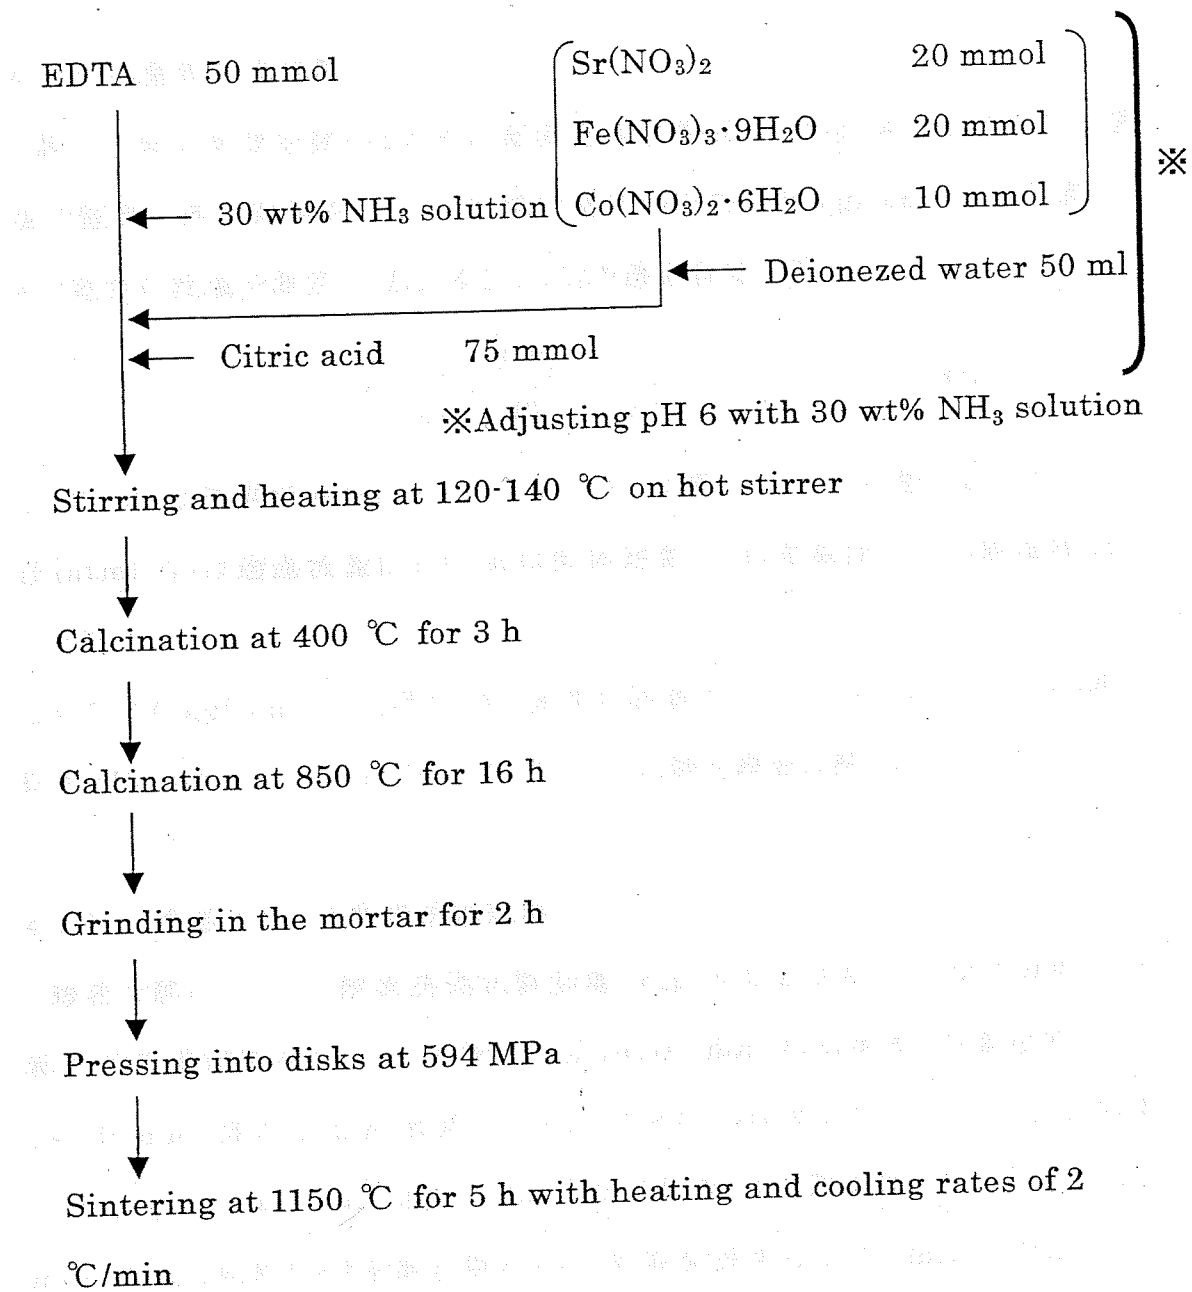 EDTA 50 mmol
Sr(NO₃)₂ 20 mmol
Fe(NO₃)₃·9H₂O 20 mmol
Co(NO₃)₂·6H₂O 10 mmol
※
30 wt% NH₃ solution
Deionezed water 50 ml
Citric acid 75 mmol
※Adjusting pH 6 with 30 wt% NH₃ solution
Stirring and heating at 120-140 ℃ on hot stirrer
Calcination at 400 ℃ for 3 h
Calcination at 850 ℃ for 16 h
Grinding in the mortar for 2 h
Pressing into disks at 594 MPa
Sintering at 1150 ℃ for 5 h with heating and cooling rates of 2
℃/min